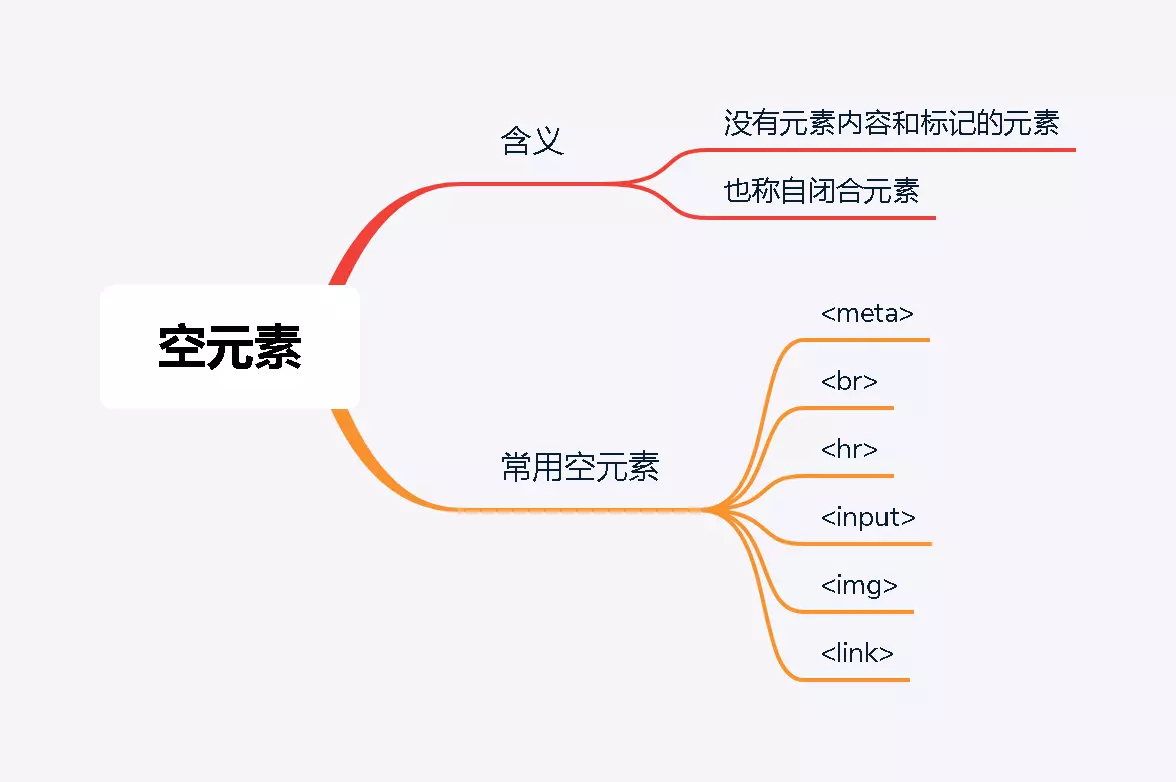 空元素
含义
没有元素内容和标记的元素
也称自闭合元素
常用空元素
<meta>
<br>
<hr>
<input>
<img>
<link>